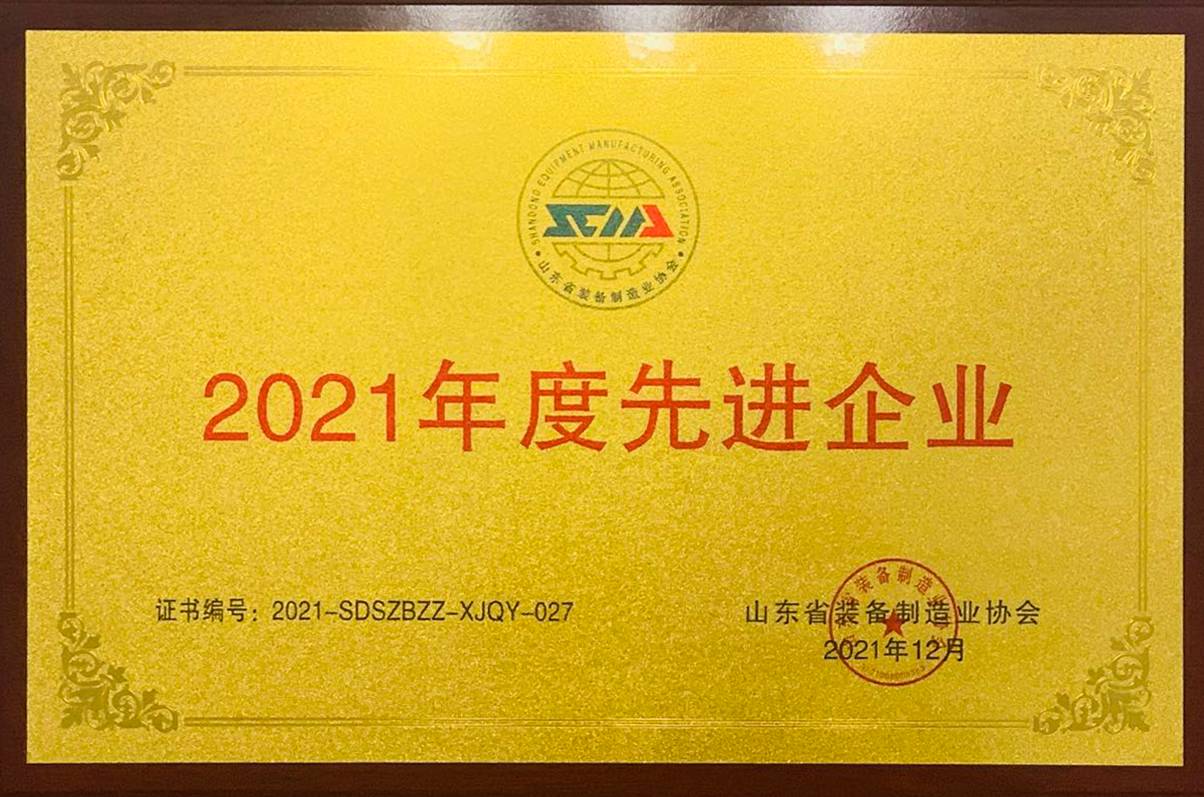 SHANDONG EQUIPMENT MANUFACTURING ASSOCIATION
SEMA
山东省装备制造业协会
2021年度先进企业
证书编号：2021-SDSZBZZ-XJQY-027
山东省装备制造业协会
2021年12月